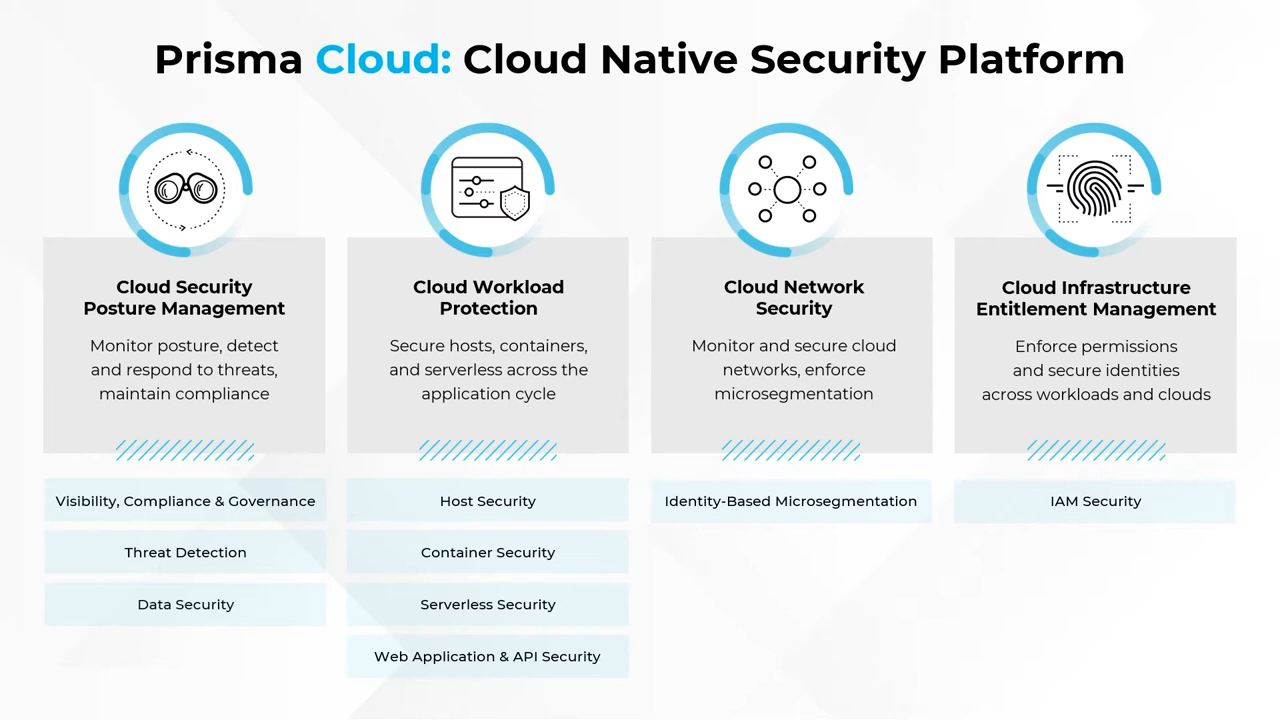 Prisma Cloud: Cloud Native Security Platform
Cloud Security
Posture Management
Monitor posture, detect
and respond to threats,
maintain compliance
Visibility, Compliance & Governance
Threat Detection
Data Security
Cloud Workload
Protection
Secure hosts, containers,
and serverless across the
application cycle
Host Security
Container Security
Serverless Security
Web Application & API Security
Cloud Network
Security
Monitor and secure cloud
networks, enforce
microsegmentation
Identity-Based Microsegmentation
Cloud Infrastructure
Entitlement Management
Enforce permissions
and secure identities
across workloads and clouds
IAM Security